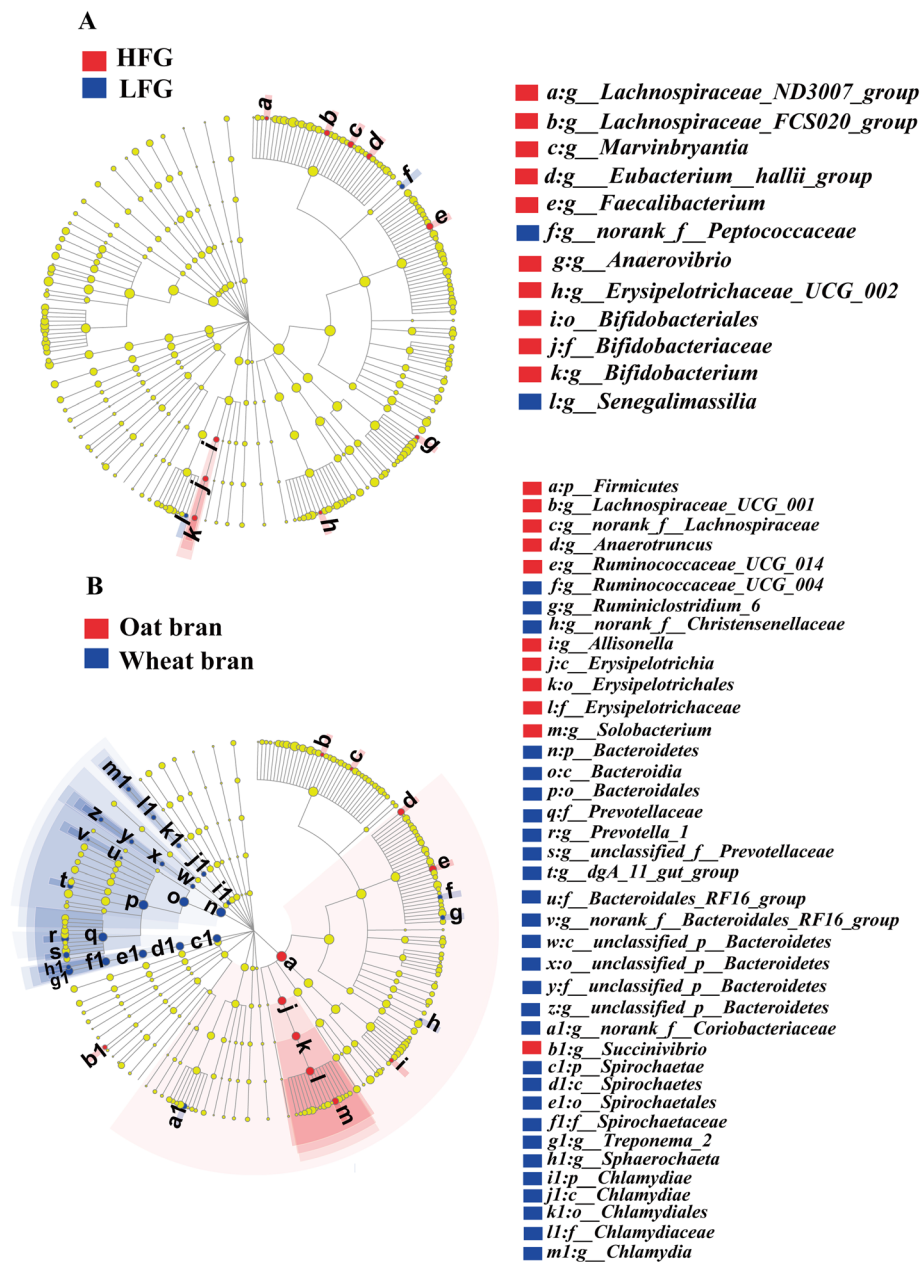 A
HFG
LFG
a
b
c
d
f
e
g
h
i
j
k
l
a:g__Lachnospiraceae_ND3007_group
b:g__Lachnospiraceae_FCS020_group
c:g__Marvinbryantia
d:g___Eubacterium__hallii_group
e:g__Faecalibacterium
f:g__norank_f__Peptococcaceae
g:g__Anaerovibrio
h:g__Erysipelotrichaceae_UCG_002
i:o__Bifidobacteriales
j:f__Bifidobacteriaceae
k:g__Bifidobacterium
l:g__Senegalimassilia
B
Oat bran
Wheat bran
b
c
d
e
f
g
h
i
a
j
k
l
m
m1
l1
k1
j1
i1
z
y
x
w
n
v
u
o
t
p
r
q
s
h1
g1
f1
e1
d1
c1
b1
a1
a:p__Firmicutes
b:g__Lachnospiraceae_UCG_001
c:g__norank_f__Lachnospiraceae
d:g__Anaerotruncus
e:g__Ruminococcaceae_UCG_014
f:g__Ruminococcaceae_UCG_004
g:g__Ruminiclostridium_6
h:g__norank_f__Christensenellaceae
i:g__Allisonella
j:c__Erysipelotrichia
k:o__Erysipelotrichales
l:f__Erysipelotrichaceae
m:g__Solobacterium
n:p__Bacteroidetes
o:c__Bacteroidia
p:o__Bacteroidales
q:f__Prevotellaceae
r:g__Prevotella_1
s:g__unclassified_f__Prevotellaceae
t:g__dgA_11_gut_group
u:f__Bacteroidales_RF16_group
v:g__norank_f__Bacteroidales_RF16_group
w:c__unclassified_p__Bacteroidetes
x:o__unclassified_p__Bacteroidetes
y:f__unclassified_p__Bacteroidetes
z:g__unclassified_p__Bacteroidetes
a1:g__norank_f__Coriobacteriaceae
b1:g__Succinivibrio
c1:p__Spirochaetae
d1:c__Spirochaetes
e1:o__Spirochaetales
f1:f__Spirochaetaceae
g1:g__Treponema_2
h1:g__Sphaerochaeta
i1:p__Chlamydiae
j1:c__Chlamydiae
k1:o__Chlamydiales
l1:f__Chlamydiaceae
m1:g__Chlamydia